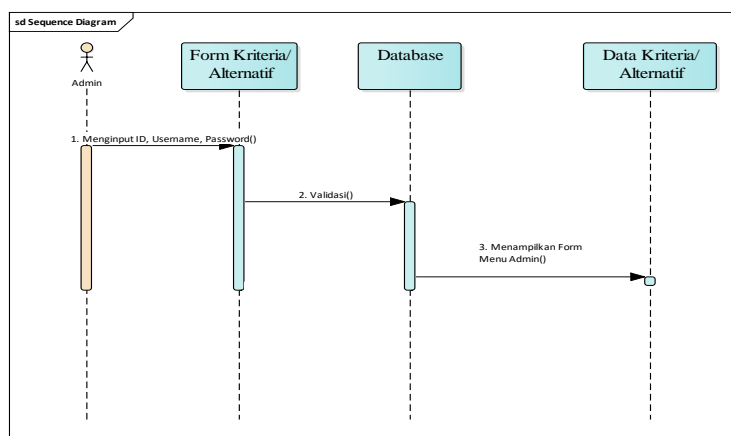 sd Sequence Diagram
Admin
Form Kriteria/
Alternatif
Database
Data Kriteria/
Alternatif
1. Menginput ID, Username, Password()
2. Validasi()
3. Menampilkan Form
Menu Admin()